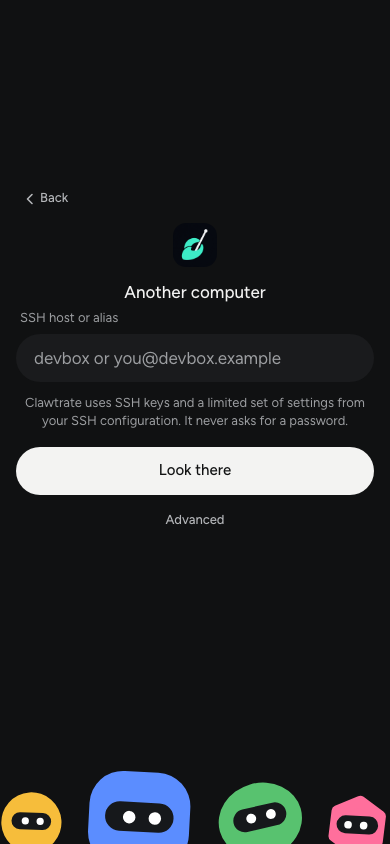 Back
Another computer
SSH host or alias
devbox or you@devbox.example
Clawtrate uses SSH keys and a limited set of settings from
your SSH configuration. It never asks for a password.
Look there
Advanced